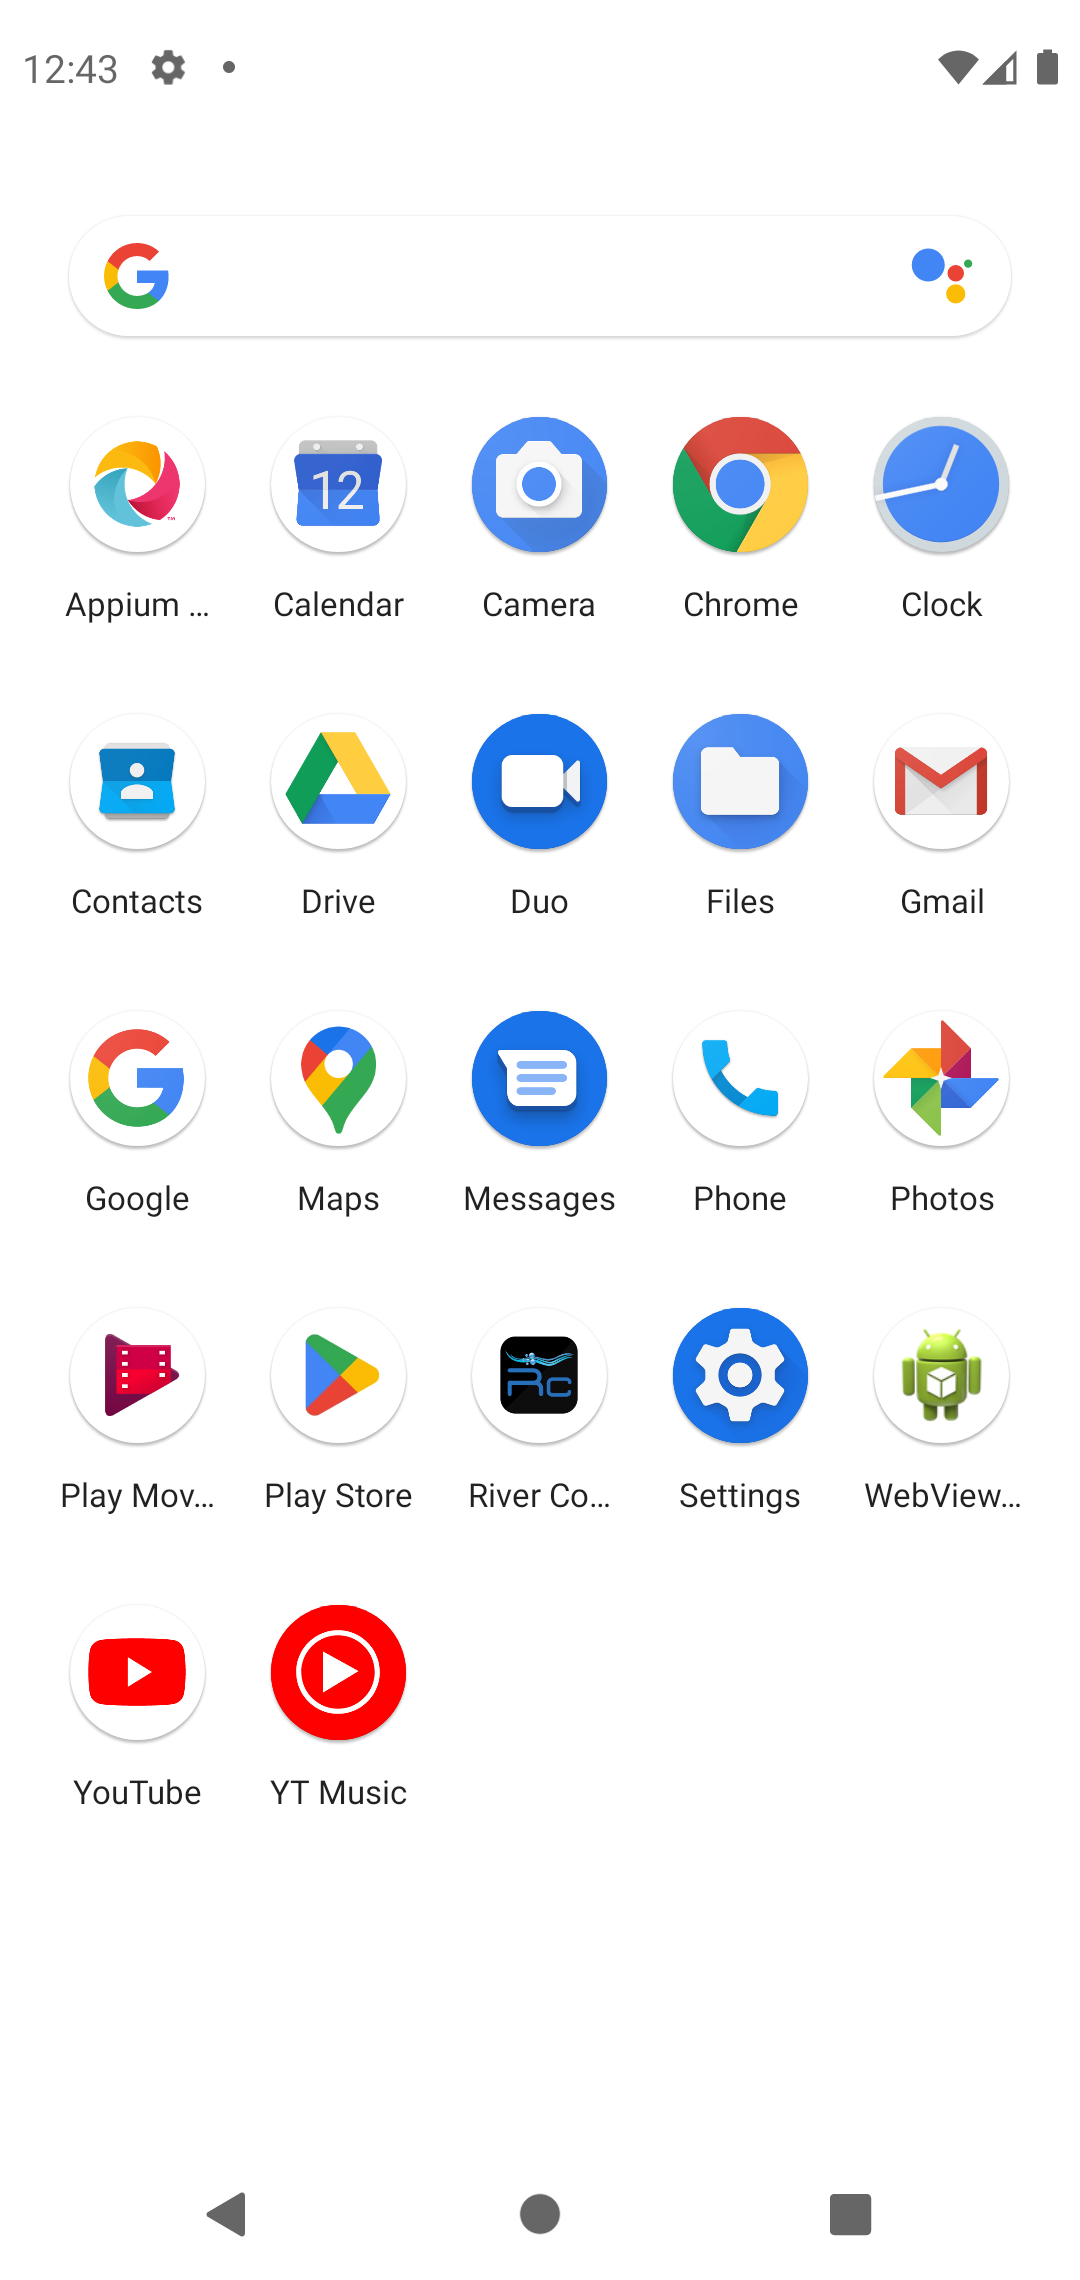 12:43
12
Appium ... Calendar Camera Chrome Clock
Contacts Drive Duo Files Gmail
Google Maps Messages Phone Photos
Rc
Play Mov... Play Store River Co... Settings WebView...
YouTube YT Music